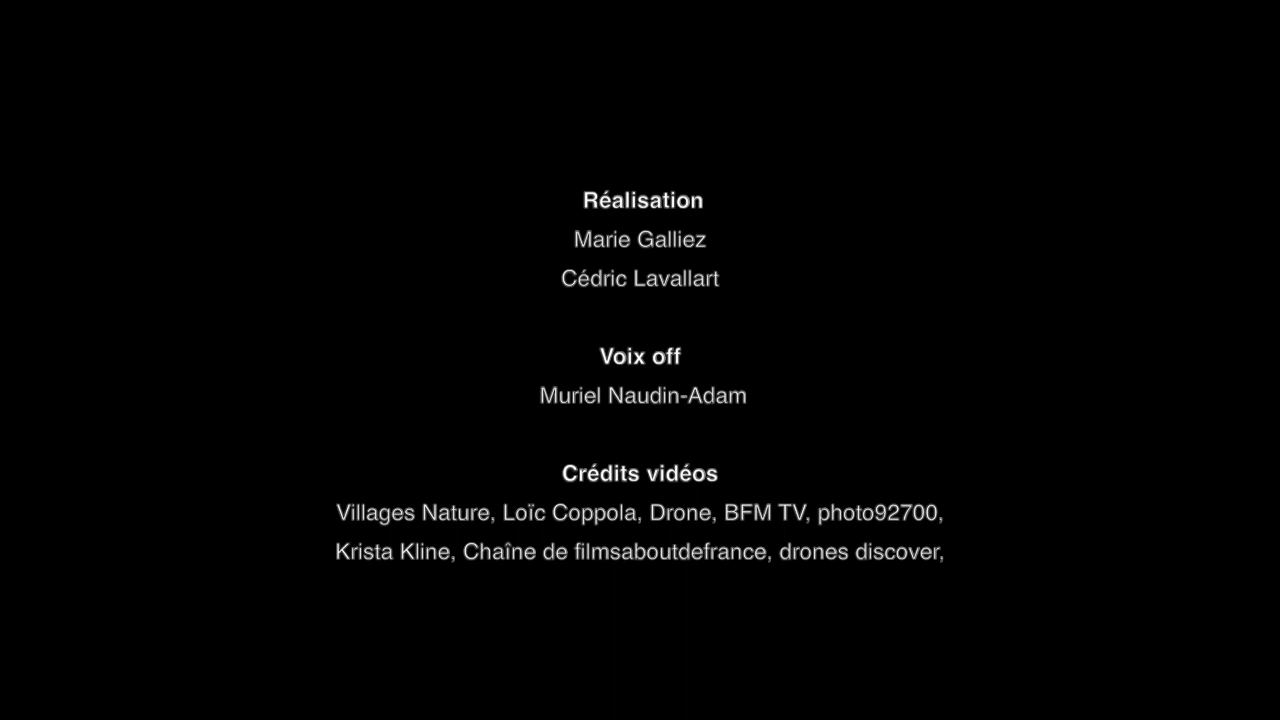 Réalisation
Marie Galliez
Cédric Lavallart
Voix off
Muriel Naudin-Adam
Crédits vidéos
Villages Nature, Loïc Coppola, Drone, BFM TV, photo92700,
Krista Kline, Chaîne de filmsaboutdefrance, drones discover,